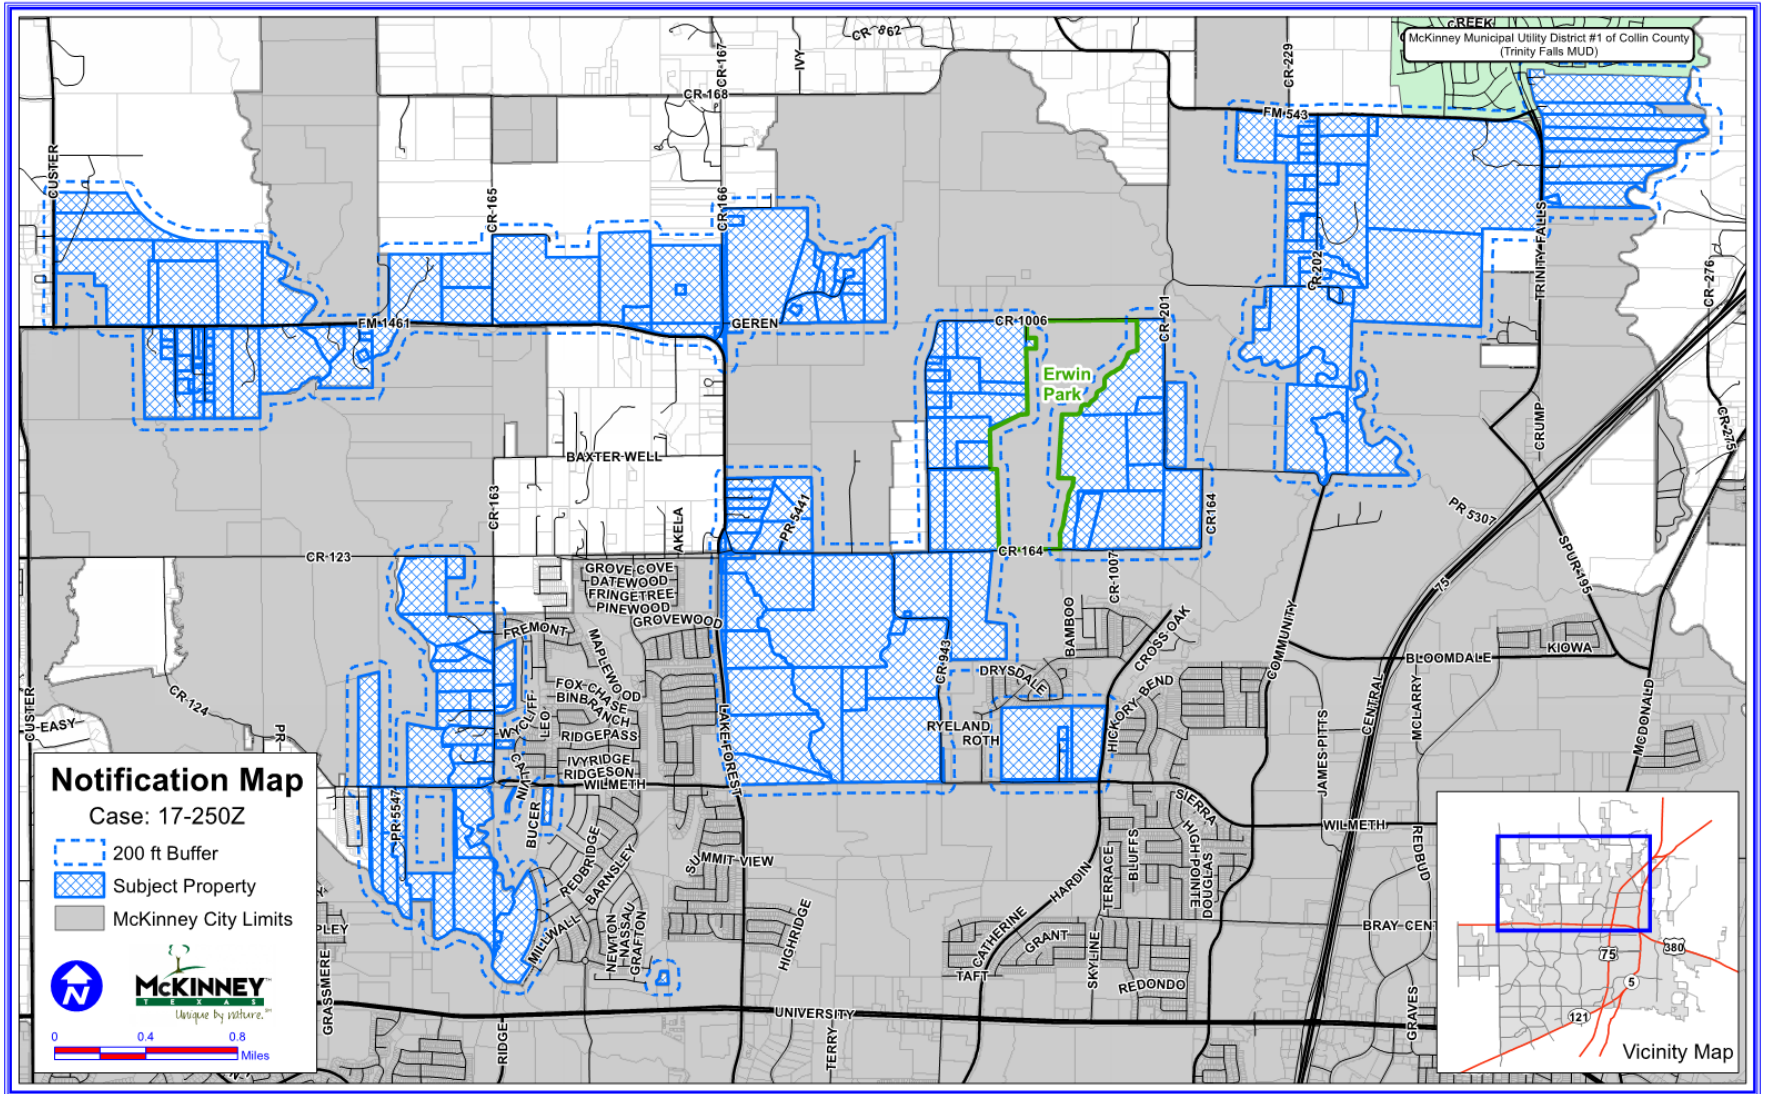 CREEK
McKinney Municipal Utility District #1 of Collin County
(Trinity Falls MUD)
CR 862
IVY
CR 167
CR 229
CR 168
FM 543
CUSTER
CR 165
CR 166
TRINITY FALLS
CR 202
CR 276
FM 1461
GEREN
CR 1006
CR 201
Erwin
Park
CRUMP
CR 275
BAXTER WELL
CR 163
AKELA
PR 5441
CR164
PR 5307
CR 123
CR 164
CR 1007
75
SPUR 195
GROVE COVE
DATEWOOD
FRINGETREE
PINEWOOD
GROVEWOOD
FREMONT
MAPLEWOOD
BAMBOO
CROSS OAK
COMMUNITY
CR 943
DRYSDALE
BLOOMDALE
KIOWA
CR 124
CUSTER
EASY
PR
FOX CHASE
BINBRANCH
WYCLIFF
LEO
RIDGEPASS
LAKE FOREST
RYELAND
ROTH
HICKORY BEND
JAMES PITTS
CENTRAL
MCLARRY
MCDONALD
IVYRIDGE
RIDGESON
WILMETH
CALVIN
BUCER
PR 5547
SIERRA
WILMETH
REDBUD
Notification Map
Case: 17-250Z
200 ft Buffer
Subject Property
McKinney City Limits
McKINNEY
TEXAS
Unique by nature.
N
0
0.4
0.8
Miles
REDBRIDGE
BARNSLEY
SUMMIT VIEW
HARDIN
TERRACE
BLUFFS
HIGH POINTE
DOUGLAS
PLEY
MILLWALL
NEWTON
NASSAU
GRAFTON
HIGHRIDGE
CATHERINE
GRANT
TAFT
SKYLINE
REDONDO
BRAY CENT
GRASSMERE
RIDGE
UNIVERSITY
TERRY
GRAVES
75
380
5
121
Vicinity Map